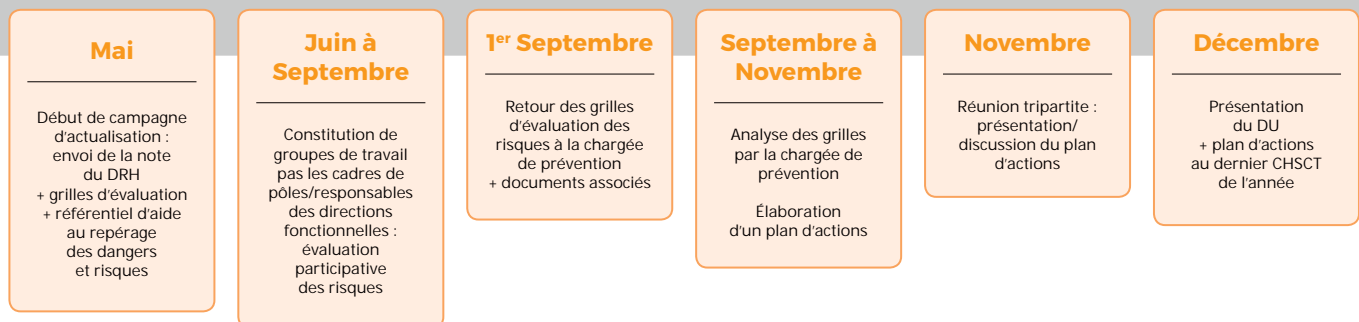 Mai
Début de campagne
d'actualisation :
envoi de la note
du DRH
+ grilles d'évaluation
+ référentiel d'aide
au repérage
des dangers
et risques
Juin à
Septembre
Constitution de
groupes de travail
pas les cadres de
pôles/responsables
des directions
fonctionnelles :
évaluation
participative
des risques
1er Septembre
Retour des grilles
d'évaluation des
risques à la chargée
de prévention
+ documents associés
Septembre à
Novembre
Analyse des grilles
par la chargée de
prévention
Élaboration
d'un plan d'actions
Novembre
Réunion tripartite :
présentation/
discussion du plan
d'actions
Décembre
Présentation
du DU
+ plan d'actions
au dernier CHSCT
de l'année